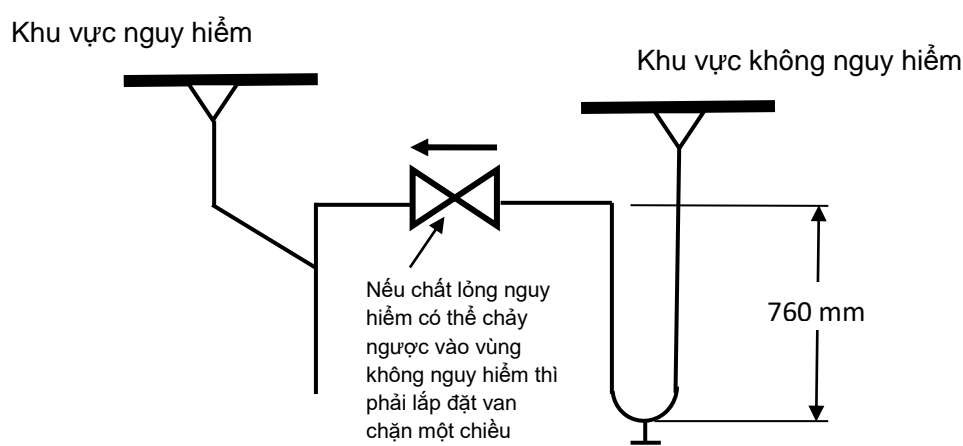 Khu vực nguy hiểm
Khu vực không nguy hiểm
Nếu chất lỏng nguy
hiểm có thể chảy
ngược vào vùng
không nguy hiểm thì
phải lắp đặt van
chặn một chiều
760 mm